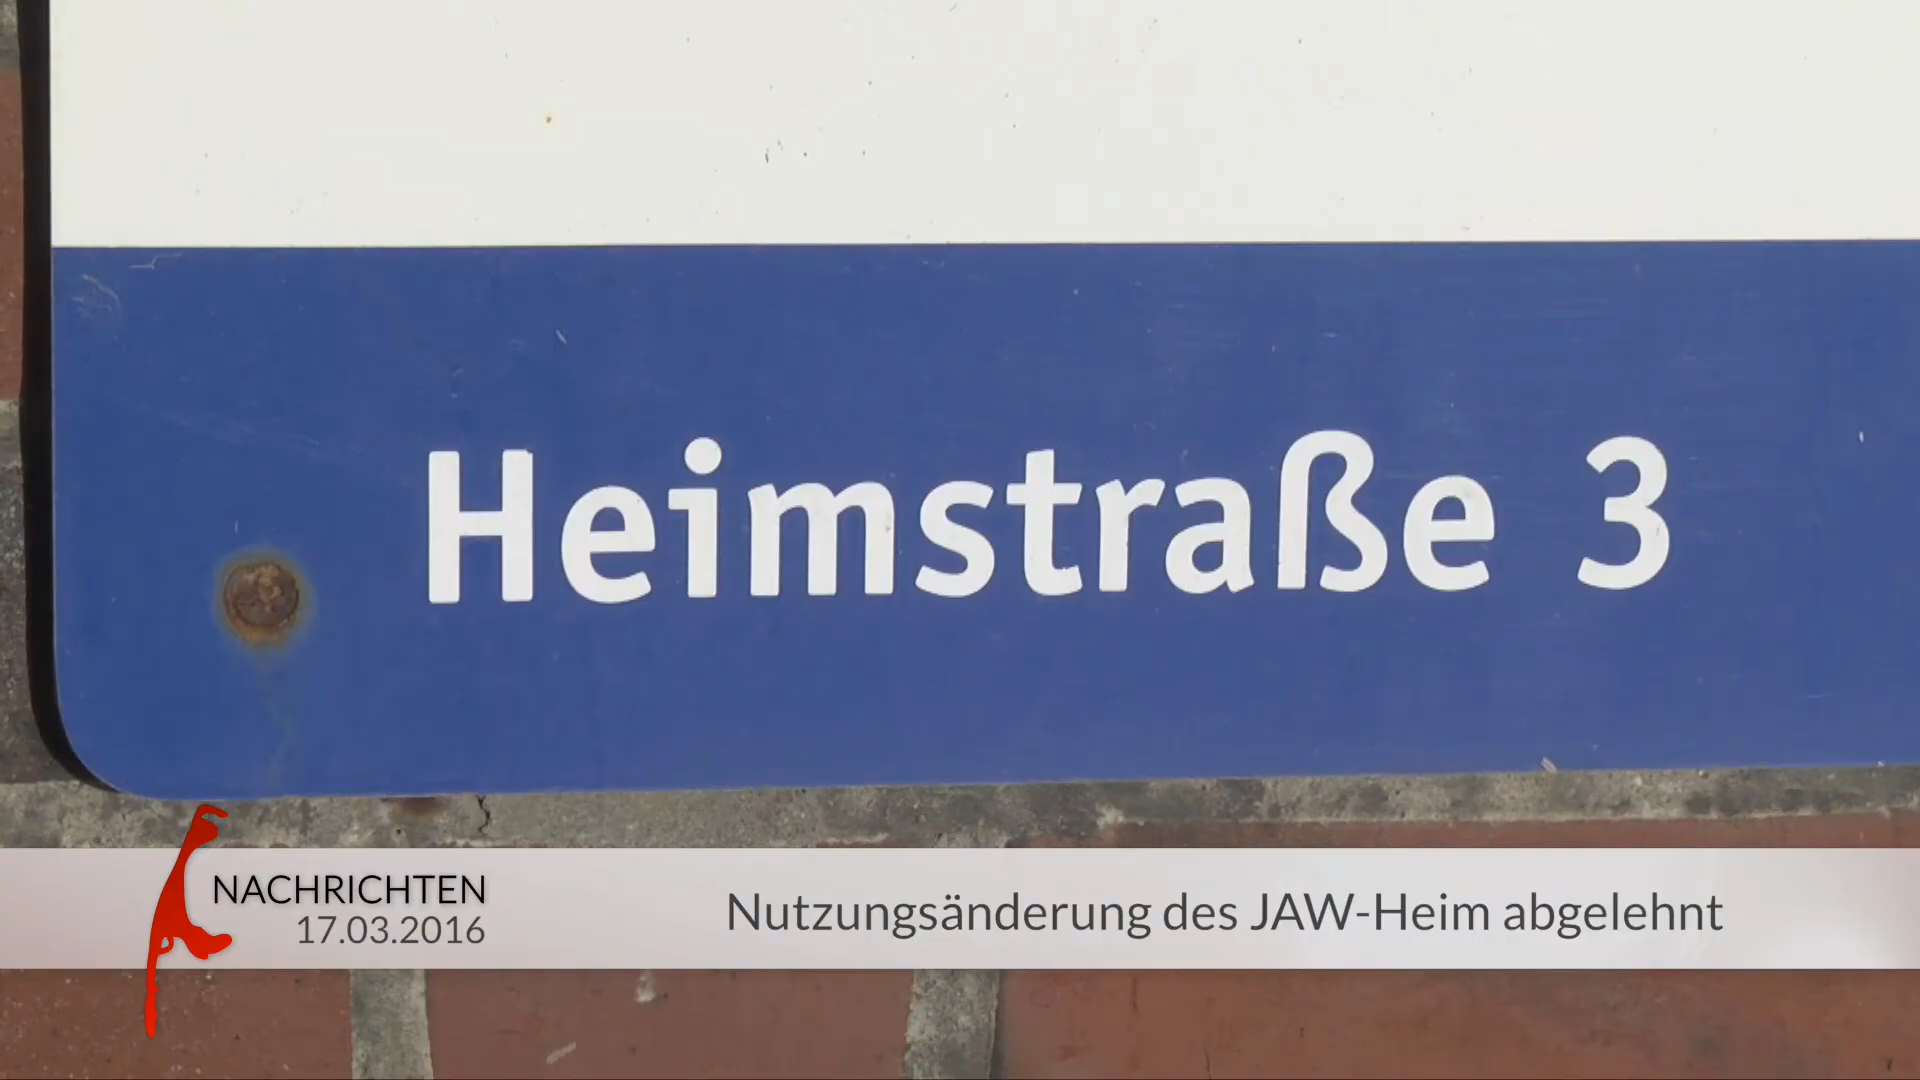 Heimstraße 3
NACHRICHTEN
17.03.2016
Nutzungsänderung des JAW-Heim abgelehnt